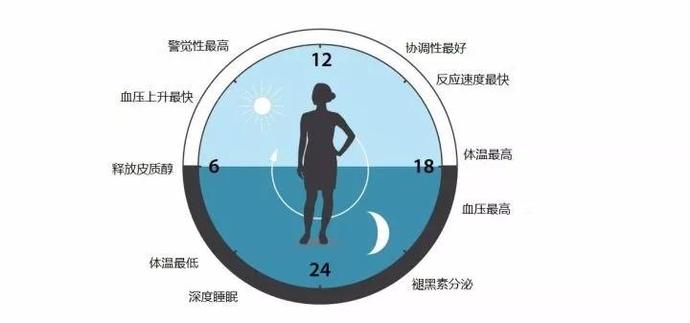 警觉性最高
协调性最好
12
反应速度最快
血压上升最快
体温最高
释放皮质醇
6
18
血压最高
体温最低
24
褪黑素分泌
深度睡眠